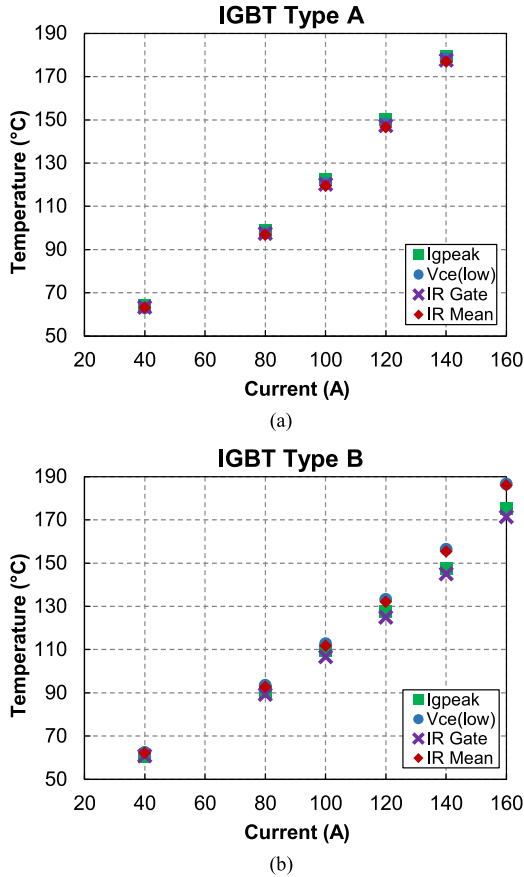 IGBT Type A
190
170
150
130
110
90
70
50
Temperature (°C)
Igpeak
Vce(low)
IR Gate
IR Mean
20 40 60 80 100 120 140 160
Current (A)
(a)
IGBT Type B
190
170
150
130
110
90
70
50
Temperature (°C)
Igpeak
Vce(low)
IR Gate
IR Mean
20 40 60 80 100 120 140 160
Current (A)
(b)